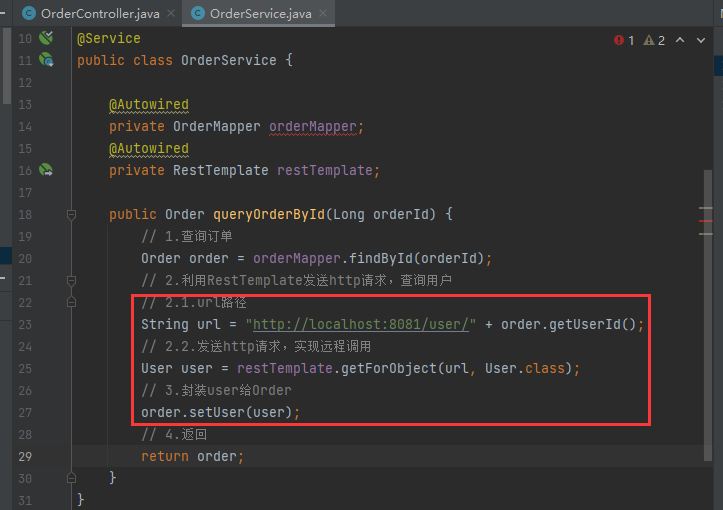 OrderController.java × OrderService.java ×
10 @Service 1 2
11 public class OrderService {
12
13 @Autowired
14 private OrderMapper orderMapper;
15 @Autowired
16 private RestTemplate restTemplate;
17
18 public Order queryOrderById(Long orderId) {
19 // 1.查询订单
20 Order order = orderMapper.findById(orderId);
21 // 2.利用RestTemplate发送http请求，查询用户
22 // 2.1.url路径
23 String url = "http://localhost:8081/user/" + order.getUserId();
24 // 2.2.发送http请求，实现远程调用
25 User user = restTemplate.getForObject(url, User.class);
26 // 3.封装user给Order
27 order.setUser(user);
28 // 4.返回
29 return order;
30 }
31 }